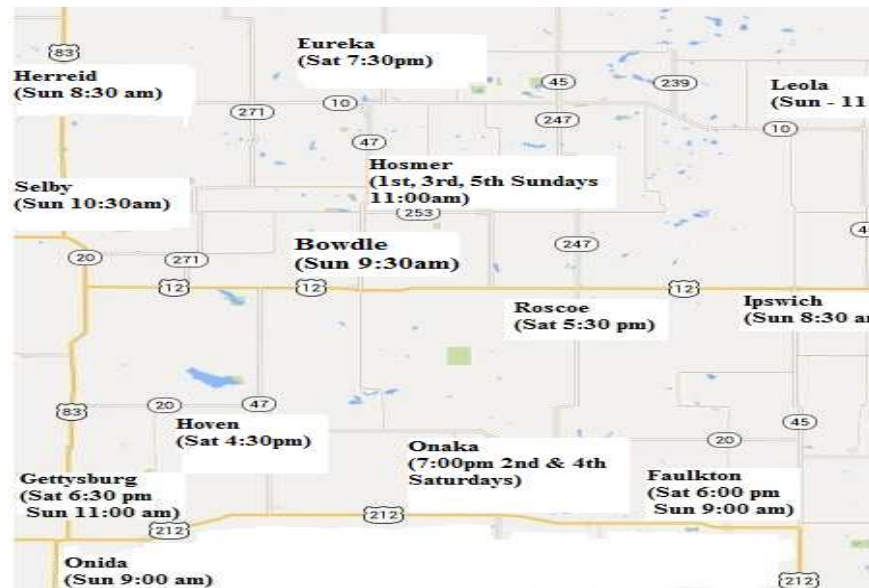 83
Eureka
(Sat 7:30pm)
Herreid
(Sun 8:30 am)
45
239
Leola
(Sun - 11
271
10
247
10
47
Hosmer
(1st, 3rd, 5th Sundays
11:00am)
253
Selby
(Sun 10:30am)
20
271
Bowdle
(Sun 9:30am)
247
12
12
12
Roscoe
(Sat 5:30 pm)
Ipswich
(Sun 8:30 a
83
20
47
Hoven
(Sat 4:30pm)
Onaka
(7:00pm 2nd & 4th
Saturdays)
20
45
Gettysburg
(Sat 6:30 pm
Sun 11:00 am)
Faulkton
(Sat 6:00 pm
Sun 9:00 am)
212
212
212
Onida
(Sun 9:00 am)